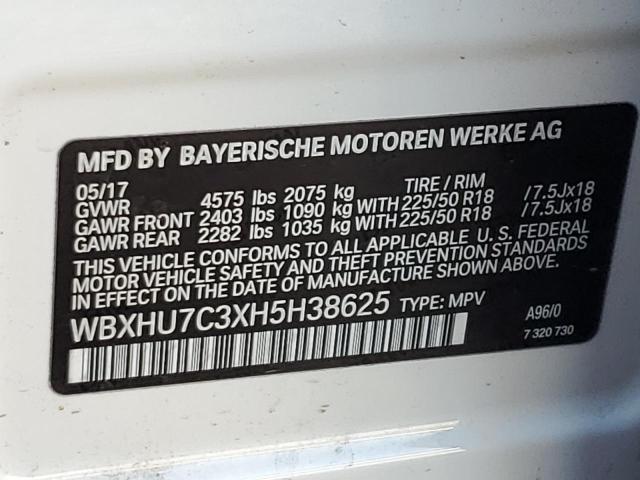 MFD BY BAYERISCHE MOTOREN WERKE AG
05/17 TIRE / RIM
GVWR 4575 lbs 2075 kg
GAWR FRONT 2403 lbs 1090 kg WITH 225/50 R18 /7.5Jx18
GAWR REAR 2282 lbs 1035 kg WITH 225/50 R18 /7.5Jx18
THIS VEHICLE CONFORMS TO ALL APPLICABLE U. S. FEDERAL
MOTOR VEHICLE SAFETY AND THEFT PREVENTION STANDARDS
IN EFFECT ON THE DATE OF MANUFACTURE SHOWN ABOVE.
WBXHU7C3XH5H38625 TYPE: MPV A96/0
7 320 730